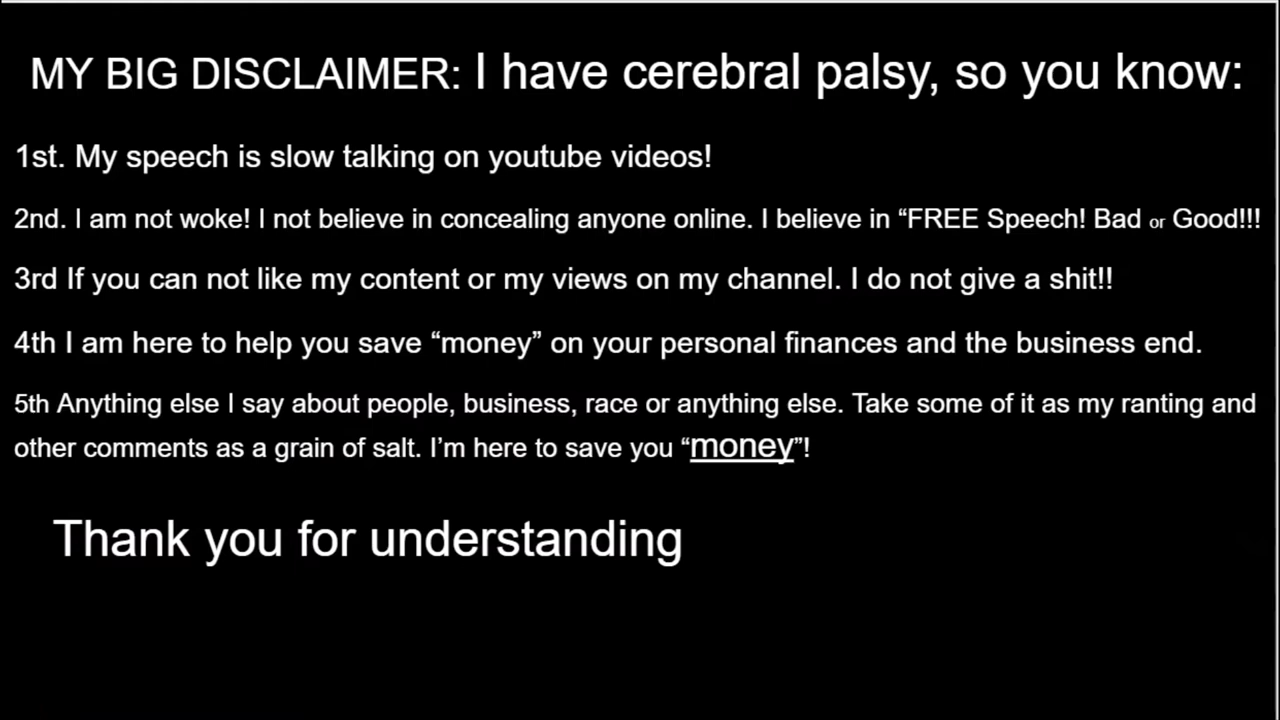 MY BIG DISCLAIMER: I have cerebral palsy, so you know:
1st. My speech is slow talking on youtube videos!
2nd. I am not woke! I not believe in concealing anyone online. I believe in “FREE Speech! Bad or Good!!!
3rd If you can not like my content or my views on my channel. I do not give a shit!!
4th I am here to help you save “money” on your personal finances and the business end.
5th Anything else I say about people, business, race or anything else. Take some of it as my ranting and
other comments as a grain of salt. I’m here to save you “money”!
Thank you for understanding